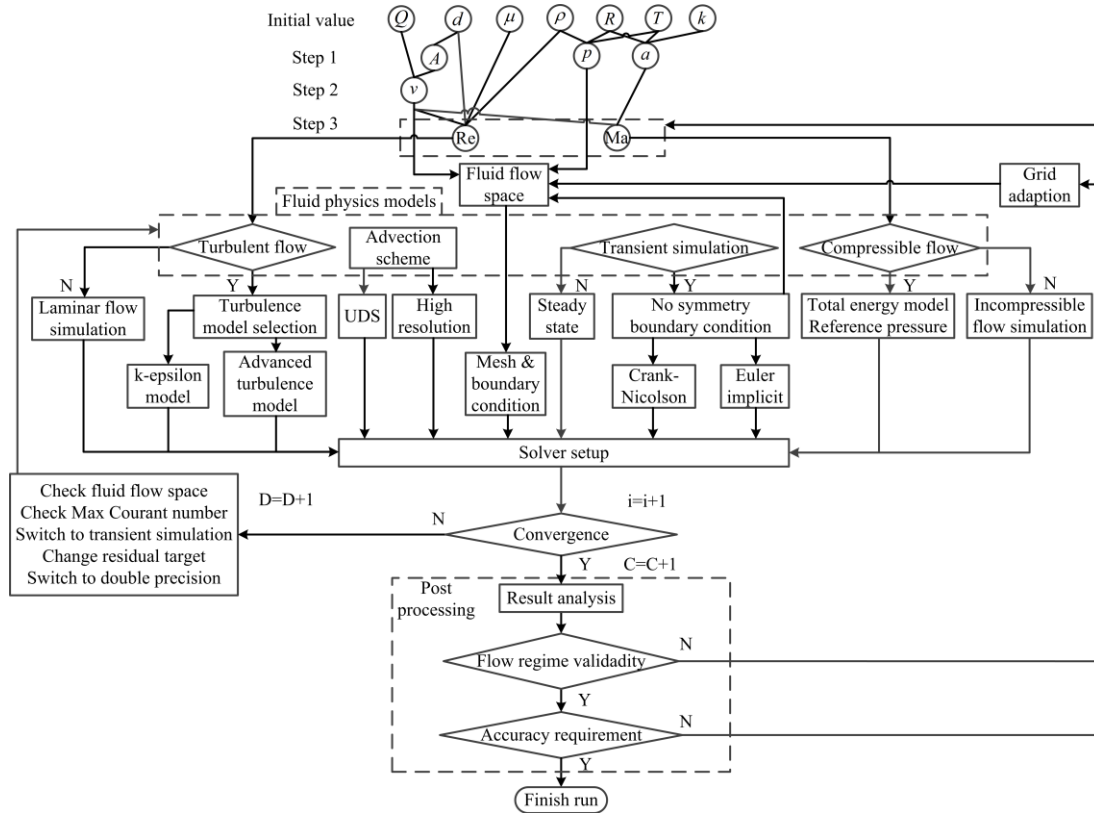 Initial value
Q
d
μ
ρ
R
T
k
Step 1
A
p
a
Step 2
v
Step 3
Re
Ma
Fluid flow
space
Grid
adaption
Fluid physics models
Turbulent flow
Advection
scheme
Transient simulation
Compressible flow
N
Y
N
Y
Y
N
Laminar flow
simulation
Turbulence
model selection
UDS
High
resolution
Steady
state
No symmetry
boundary condition
Total energy model
Reference pressure
Incompressible
flow simulation
k-epsilon
model
Advanced
turbulence
model
Mesh &
boundary
condition
Crank-
Nicolson
Euler
implicit
Solver setup
Check fluid flow space
Check Max Courant number
Switch to transient simulation
Change residual target
Switch to double precision
D=D+1
i=i+1
N
Convergence
Y
C=C+1
Post
processing
Result analysis
Flow regime validadity
N
Y
Accuracy requirement
N
Y
Finish run